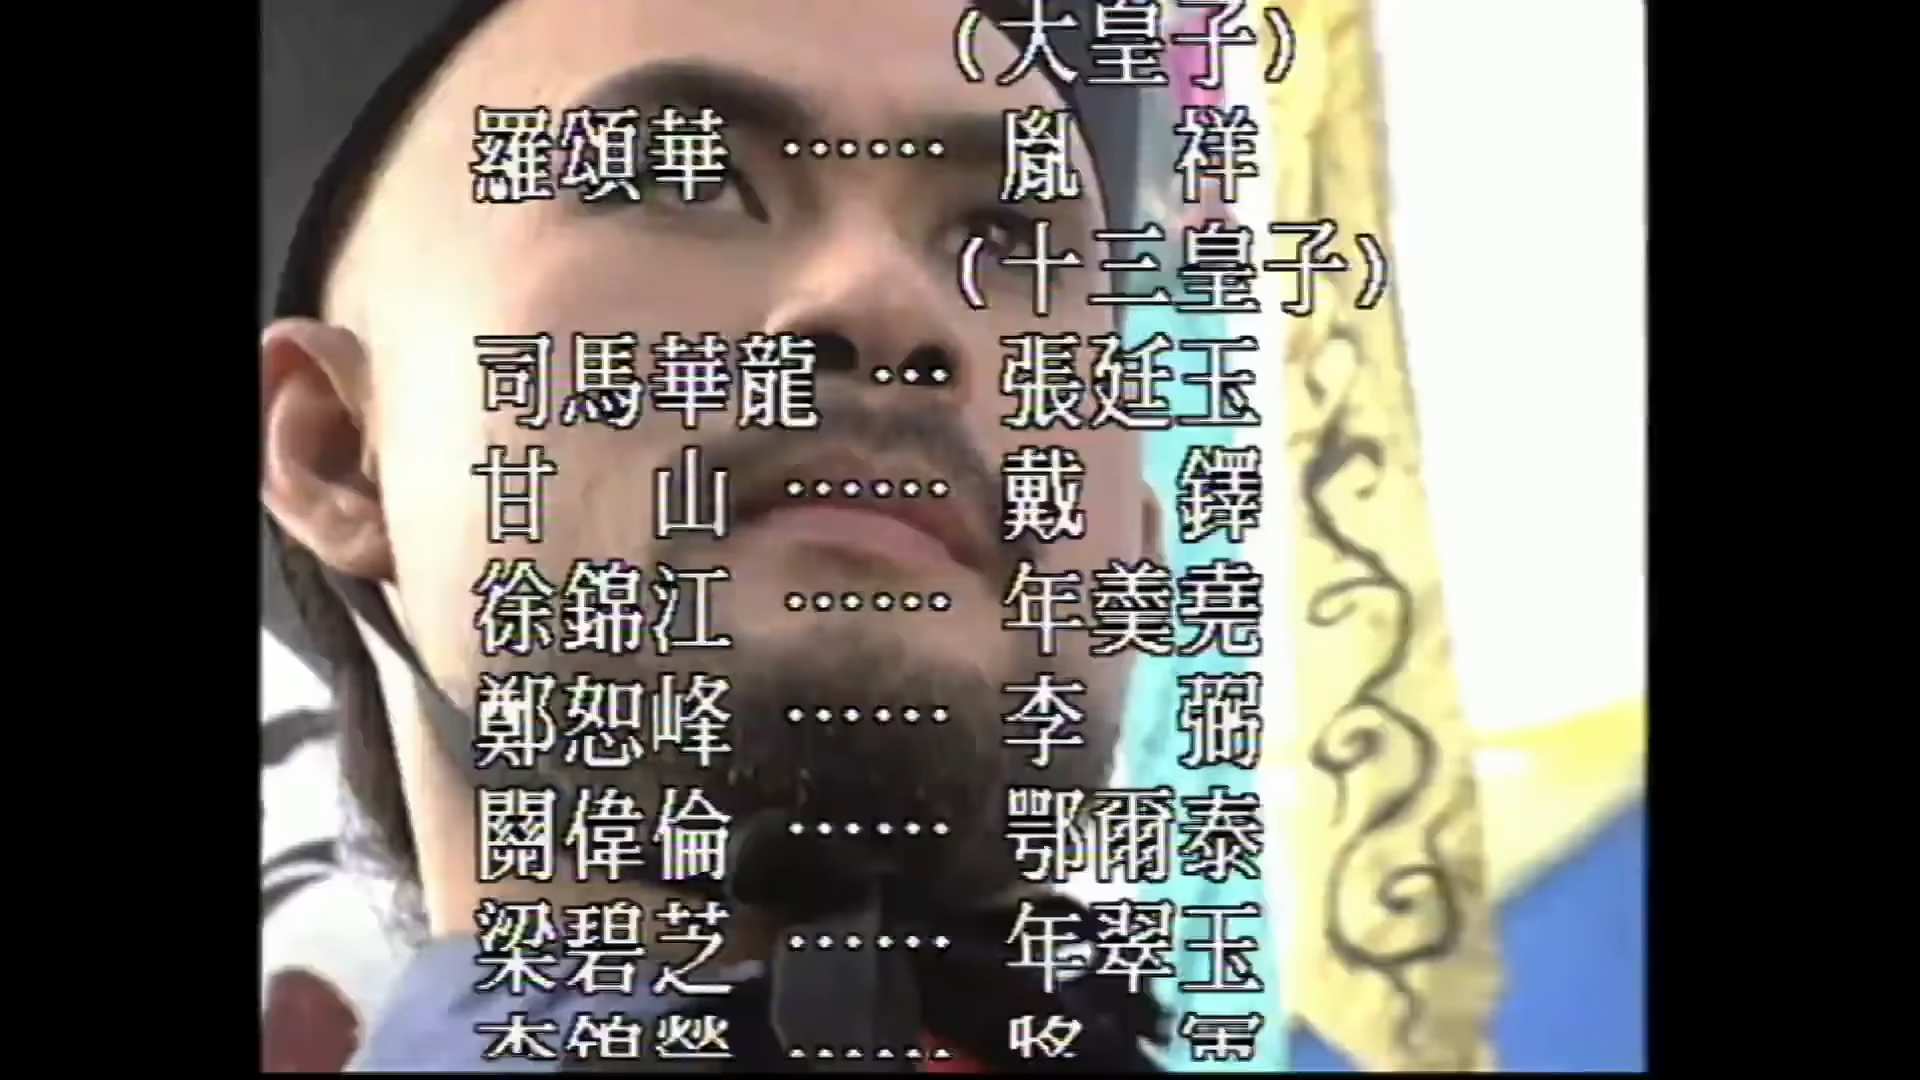 (大皇子)
羅頌華 ⋯⋯ 胤 祥
(十三皇子)
司馬華龍 ⋯ 張廷玉
甘 山 ⋯⋯ 戴 鐸
徐錦江 ⋯⋯ 年羹堯
鄭恕峰 ⋯⋯ 李 弼
關偉倫 ⋯⋯ 鄂爾泰
梁碧芝 ⋯⋯ 年翠玉